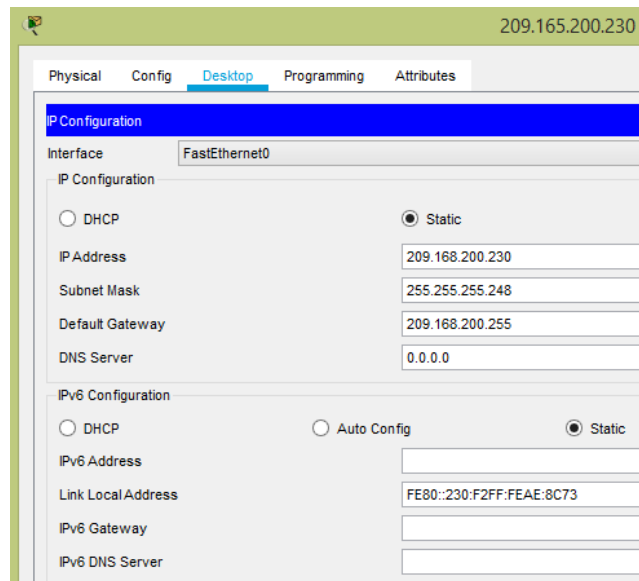 209.165.200.230
Physical Config Desktop Programming Attributes
IP Configuration
Interface FastEthernet0
IP Configuration
DHCP Static
IP Address 209.168.200.230
Subnet Mask 255.255.255.248
Default Gateway 209.168.200.255
DNS Server 0.0.0.0
IPv6 Configuration
DHCP Auto Config Static
IPv6 Address
Link Local Address FE80::230:F2FF:FEAE:8C73
IPv6 Gateway
IPv6 DNS Server